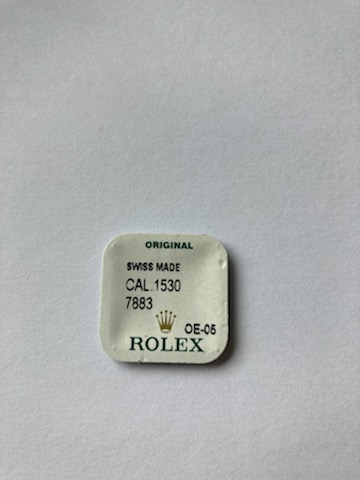 ORIGINAL
SWISS MADE
CAL.1530
7883
OE-05
ROLEX